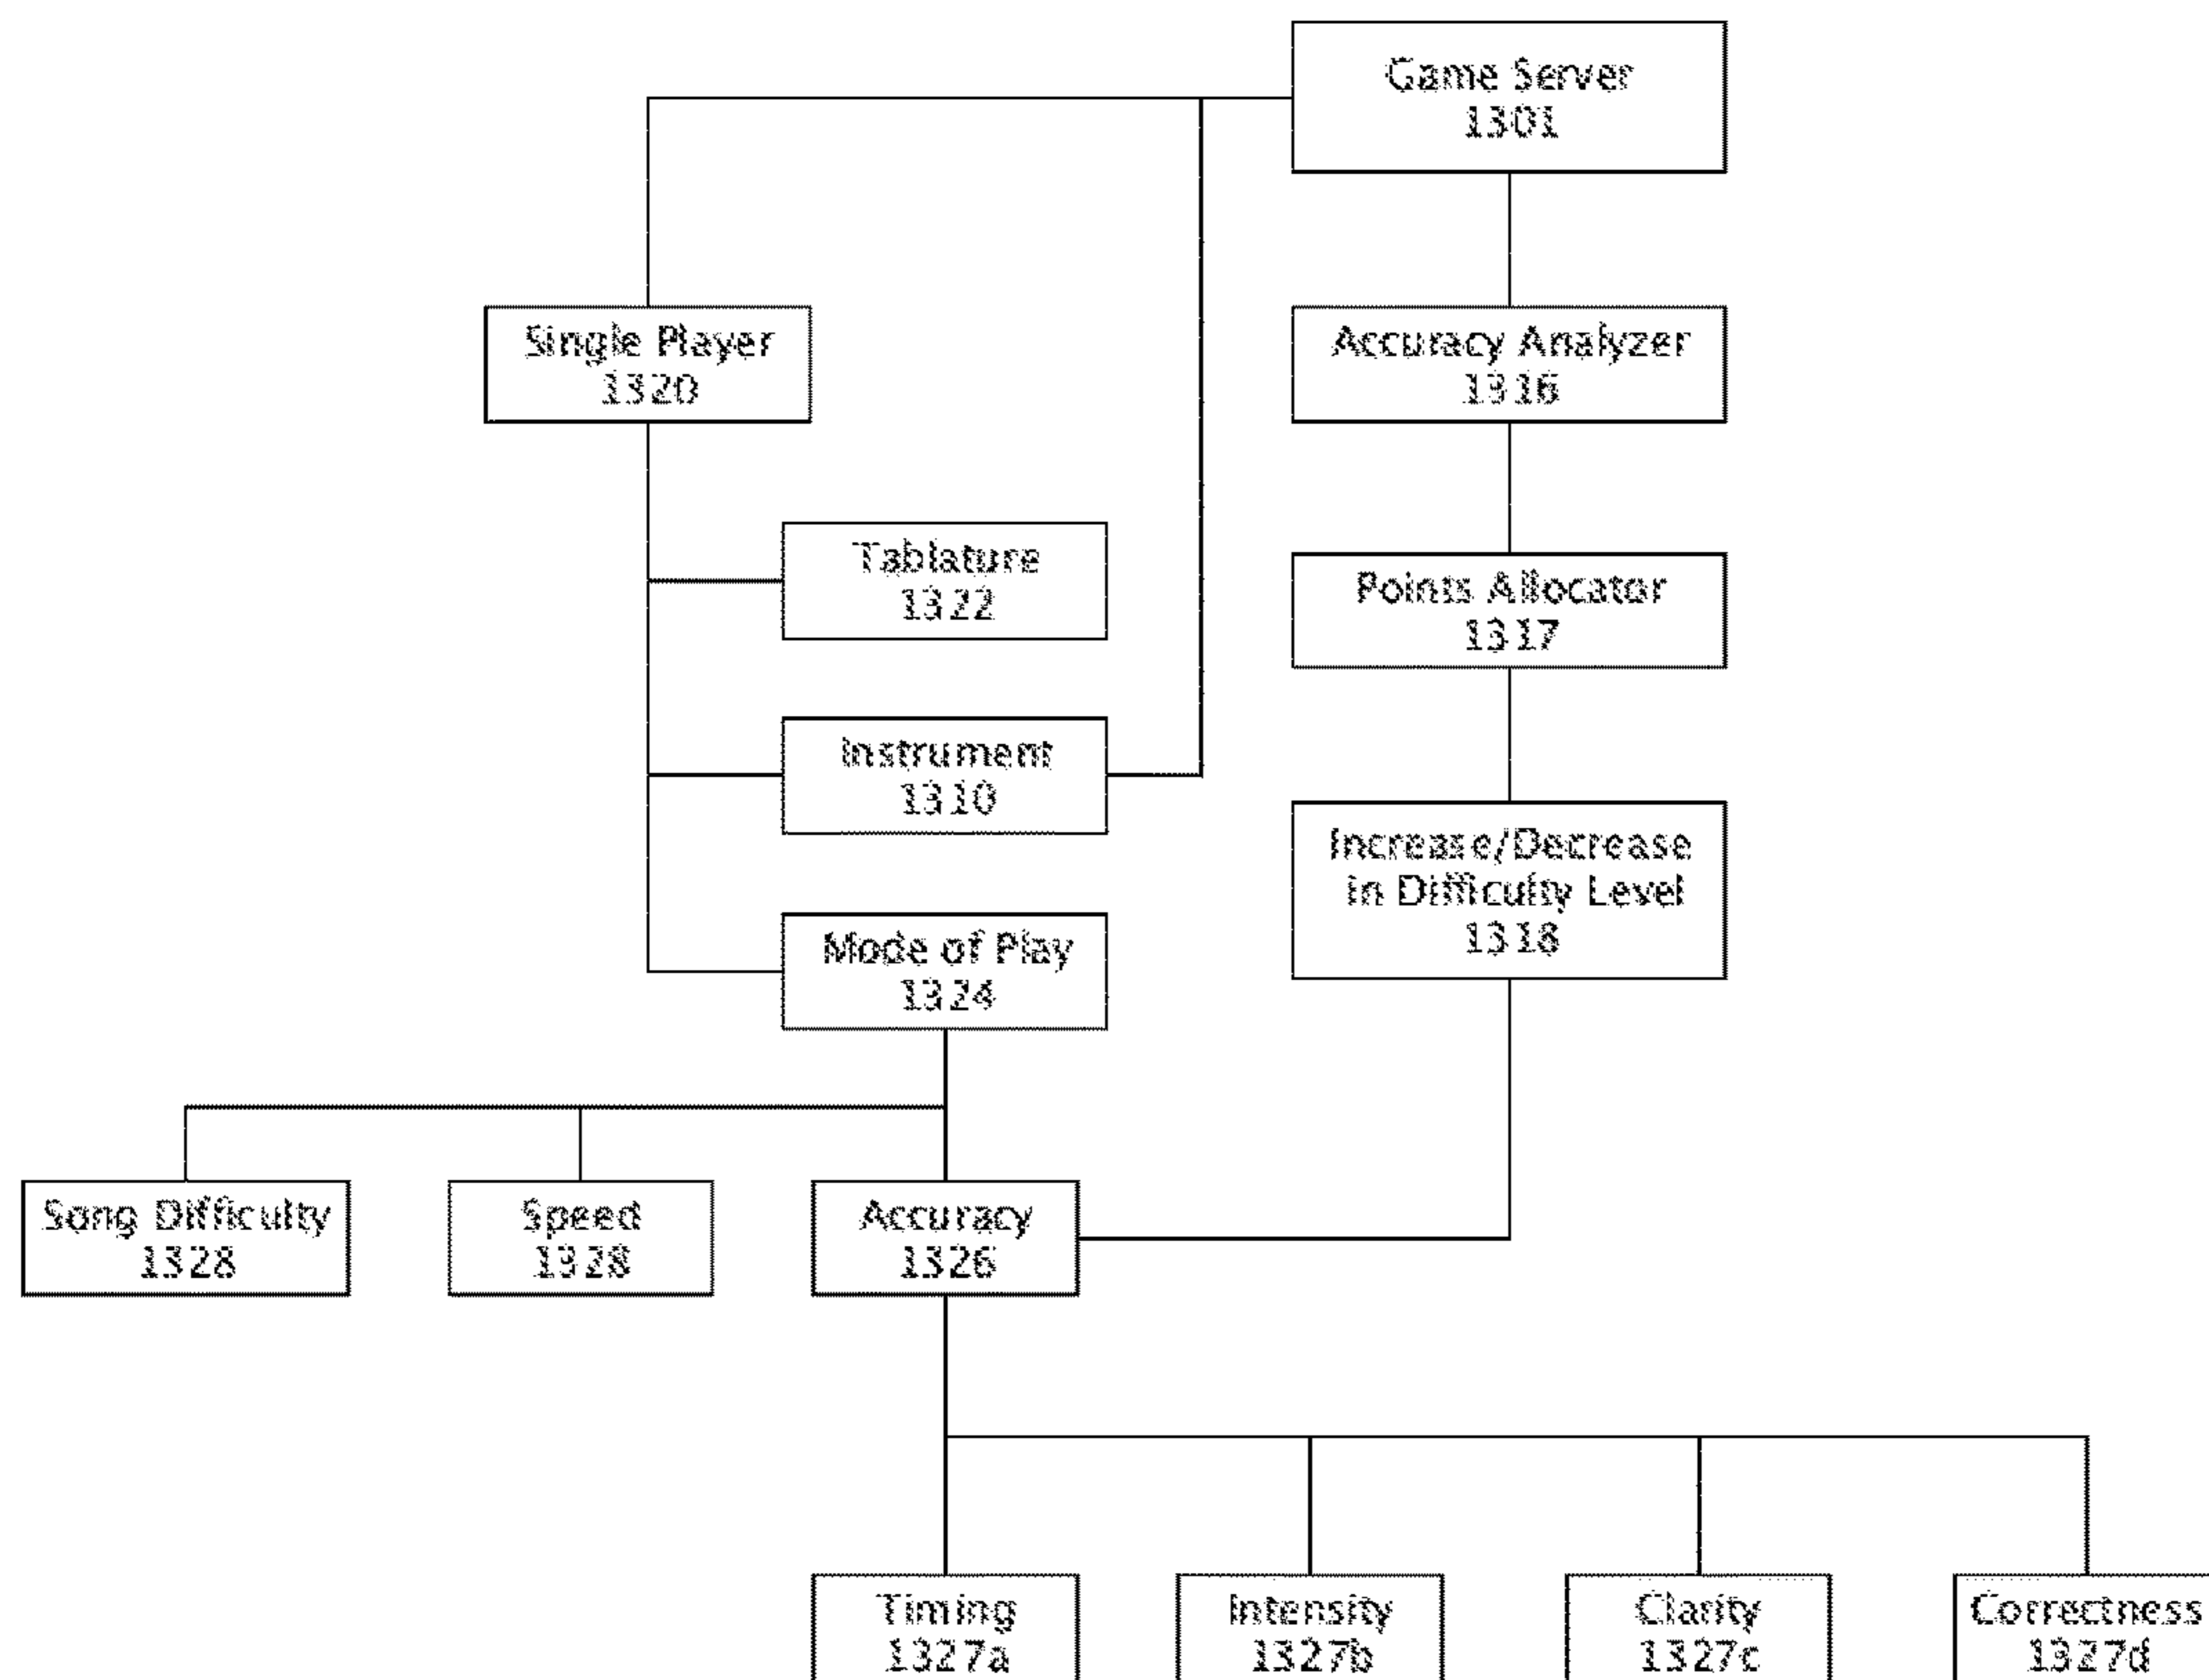 Game Server
1301
Single Player
1320
Accuracy Analyzer
1316
Tablature
1322
Points Allocator
1317
Instrument
1310
Increase/Decrease
in Difficulty Level
1318
Mode of Play
1324
Song Difficulty
1328
Speed
1328
Accuracy
1326
Timing
1327a
Intensity
1327b
Clarity
1327c
Correctness
1327d